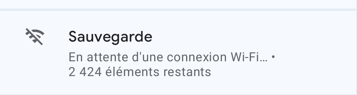 Sauvegarde
En attente d'une connexion Wi-Fi… •
2 424 éléments restants